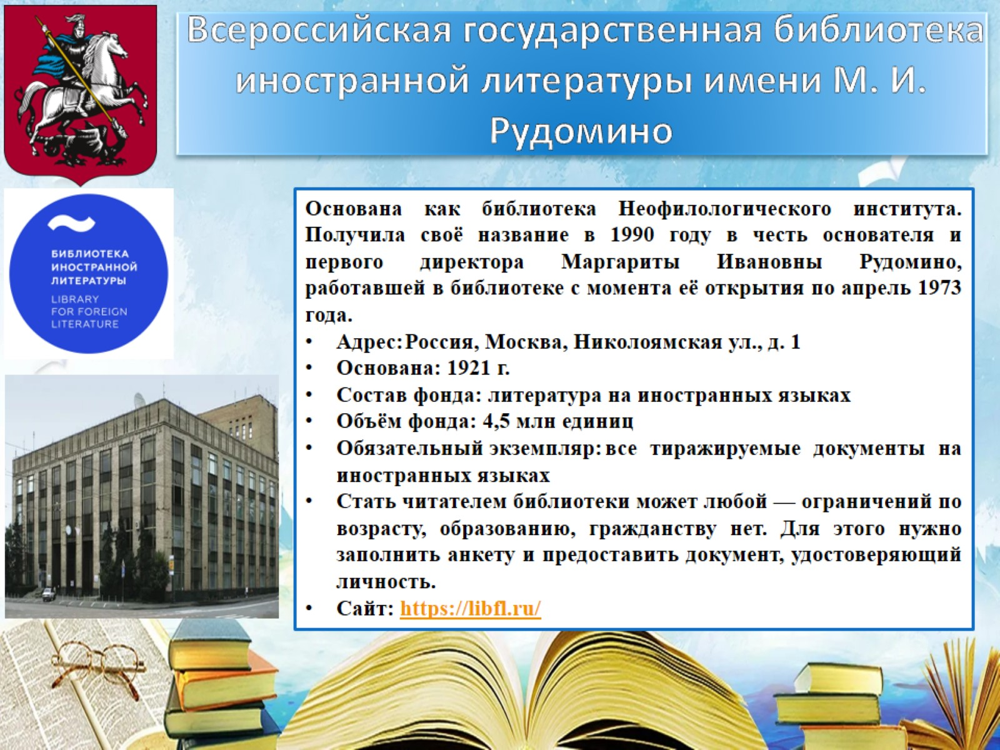 Всероссийская государственная библиотека
иностранной литературы имени М. И.
Рудомино
БИБЛИОТЕКА
ИНОСТРАННОЙ
ЛИТЕРАТУРЫ
LIBRARY
FOR FOREIGN
LITERATURE
Основана как библиотека Неофилологического института.
Получила своё название в 1990 году в честь основателя и
первого директора Маргариты Ивановны Рудомино,
работавшей в библиотеке с момента её открытия по апрель 1973
года.
• Адрес: Россия, Москва, Николоямская ул., д. 1
• Основана: 1921 г.
• Состав фонда: литература на иностранных языках
• Объём фонда: 4,5 млн единиц
• Обязательный экземпляр: все тиражируемые документы на
иностранных языках
• Стать читателем библиотеки может любой — ограничений по
возрасту, образованию, гражданству нет. Для этого нужно
заполнить анкету и предоставить документ, удостоверяющий
личность.
• Сайт: https://libfl.ru/